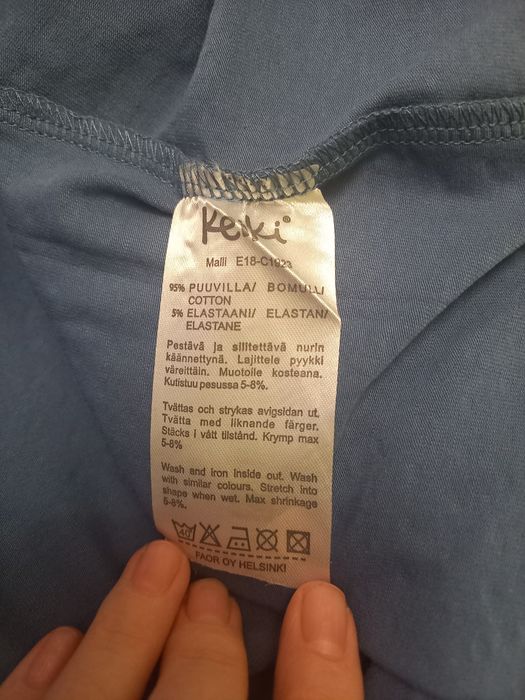 Keiki
Malli E18-C1923
95% PUUVILLA/ BOMULL/
COTTON
5% ELASTAANI/ ELASTAN/
ELASTANE
Pestävä ja silitettävä nurin
käännettynä. Lajittele pyykki
väreittäin. Muotoile kosteana.
Kutistuu pesussa 5-8%.
Tvättas och strykas avigsidan ut.
Tvätta med liknande färger.
Stäcks i vått tilstånd. Krymp max
5-8%
Wash and iron inside out. Wash
with similar colours. Stretch into
shape when wet. Max shrinkage
5-8%.
40
FAOR OY HELSINKI